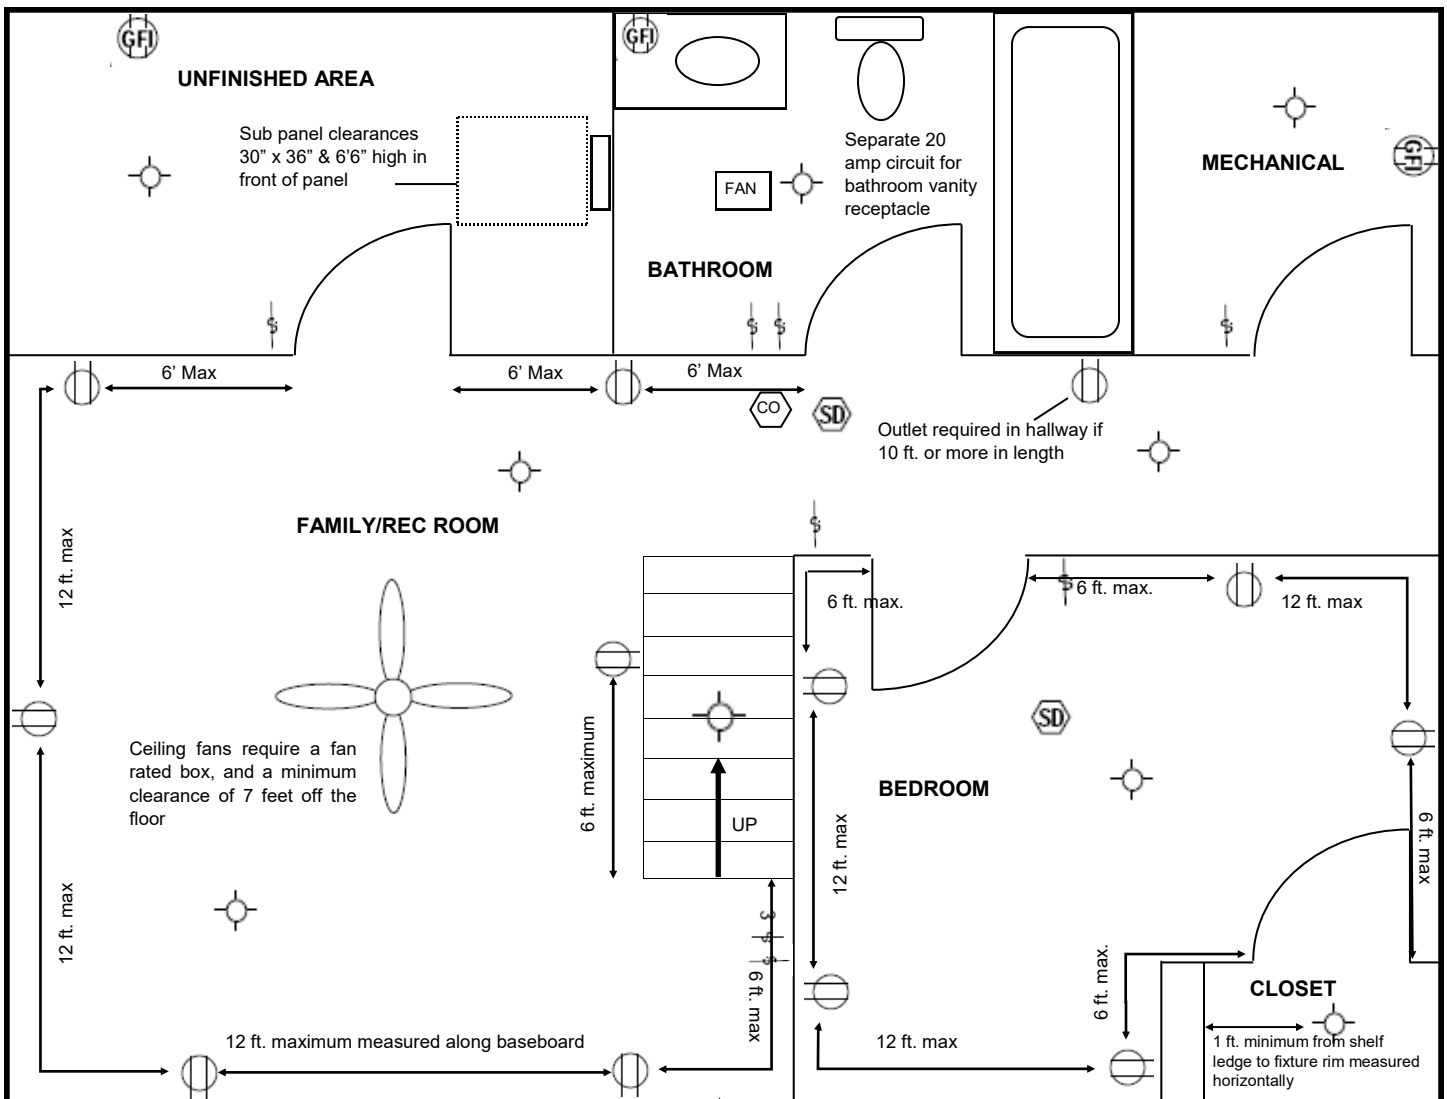 GFI
GFI
UNFINISHED AREA
Sub panel clearances
30” x 36” & 6’6” high in
front of panel
FAN
Separate 20
amp circuit for
bathroom vanity
receptacle
MECHANICAL
GFI
BATHROOM
$
$ $
$
6’ Max
6’ Max
6’ Max
CO
SD
Outlet required in hallway if
10 ft. or more in length
FAMILY/REC ROOM
$
12 ft. max
6 ft. max.
$
6 ft. max.
12 ft. max
SD
Ceiling fans require a fan
rated box, and a minimum
clearance of 7 feet off the
floor
6 ft. maximum
UP
BEDROOM
12 ft. max
6 ft. max
12 ft. max
3 $ $
6 ft. max
6 ft. max.
CLOSET
12 ft. maximum measured along baseboard
12 ft. max
1 ft. minimum from shelf
ledge to fixture rim measured
horizontally